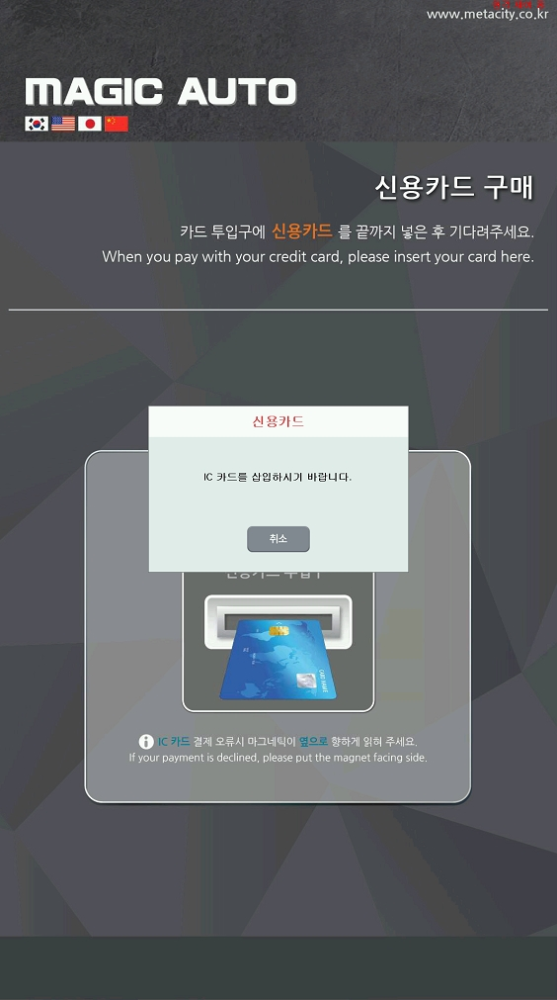 www.metacity.co.kr
MAGIC AUTO
신용카드 구매
카드 투입구에 신용카드 를 끝까지 넣은 후 기다려주세요.
When you pay with your credit card, please insert your card here.
신용카드
IC 카드를 삽입하시기 바랍니다.
취소
신용카드 투입구
CARD NAME
IC 카드 결제 오류시 마그네틱이 옆으로 향하게 읽혀 주세요.
If your payment is declined, please put the magnet facing side.